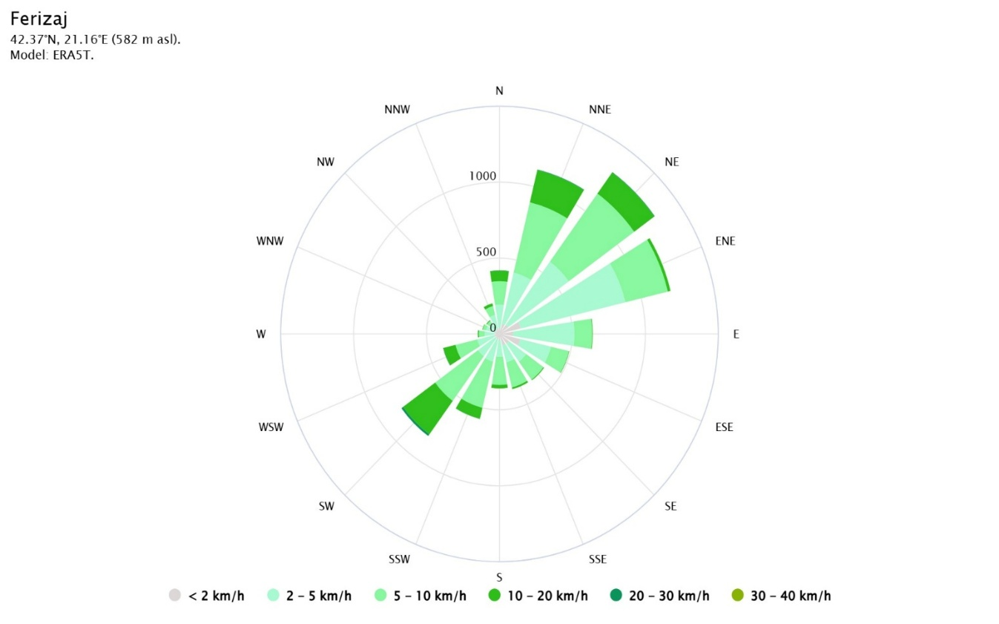 Ferizaj
42.37°N, 21.16°E (582 m asl).
Model: ERA5T.
N
NNW
NNE
NW
NE
1000
WNW
ENE
500
0
W
E
WSW
ESE
SW
SE
SSW
SSE
S
< 2 km/h 2 – 5 km/h 5 – 10 km/h 10 – 20 km/h 20 – 30 km/h 30 – 40 km/h